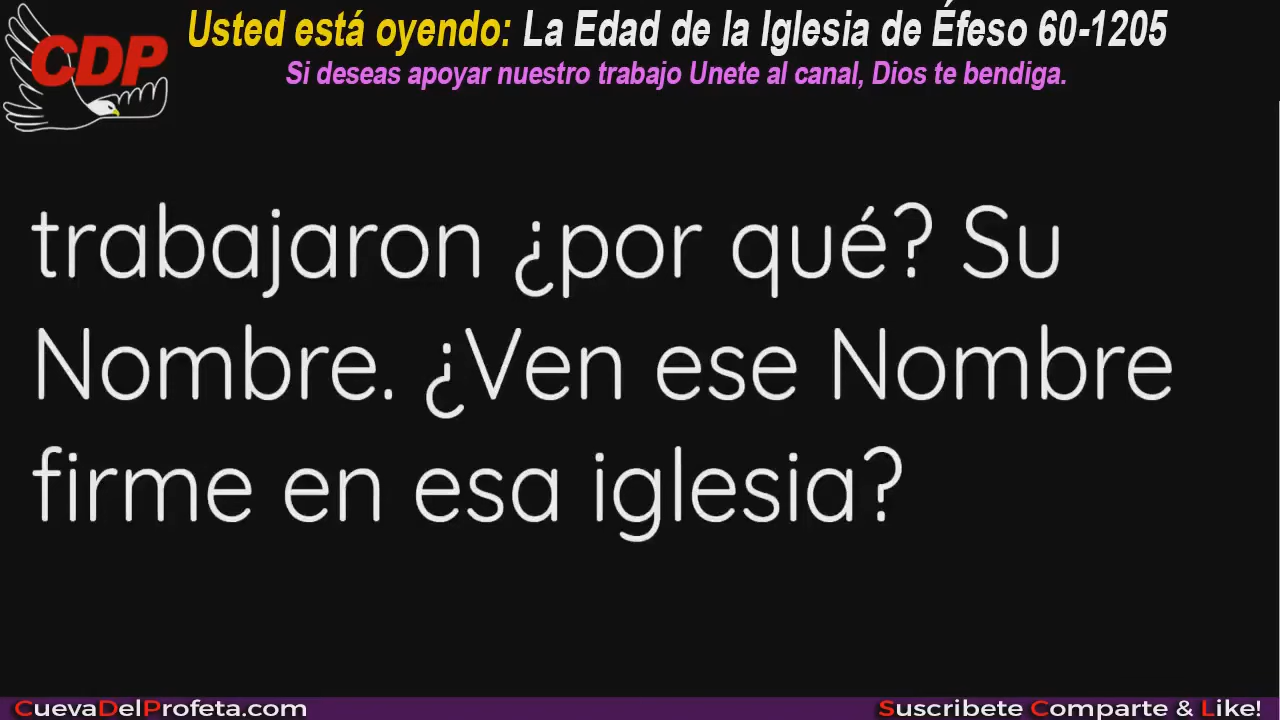 CDP
Usted está oyendo: La Edad de la Iglesia de Éfeso 60-1205
Si deseas apoyar nuestro trabajo Unete al canal, Dios te bendiga.
trabajaron ¿por qué? Su
Nombre. ¿Ven ese Nombre
firme en esa iglesia?
CuevaDelProfeta.com
Suscribete Comparte & Like!